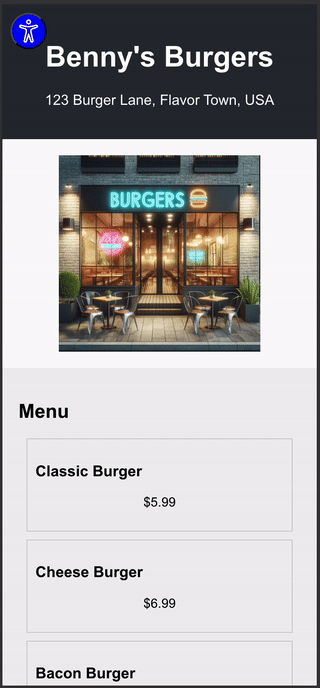 Benny's Burgers
123 Burger Lane, Flavor Town, USA
BURGERS
Menu
Classic Burger
$5.99
Cheese Burger
$6.99
Bacon Burger